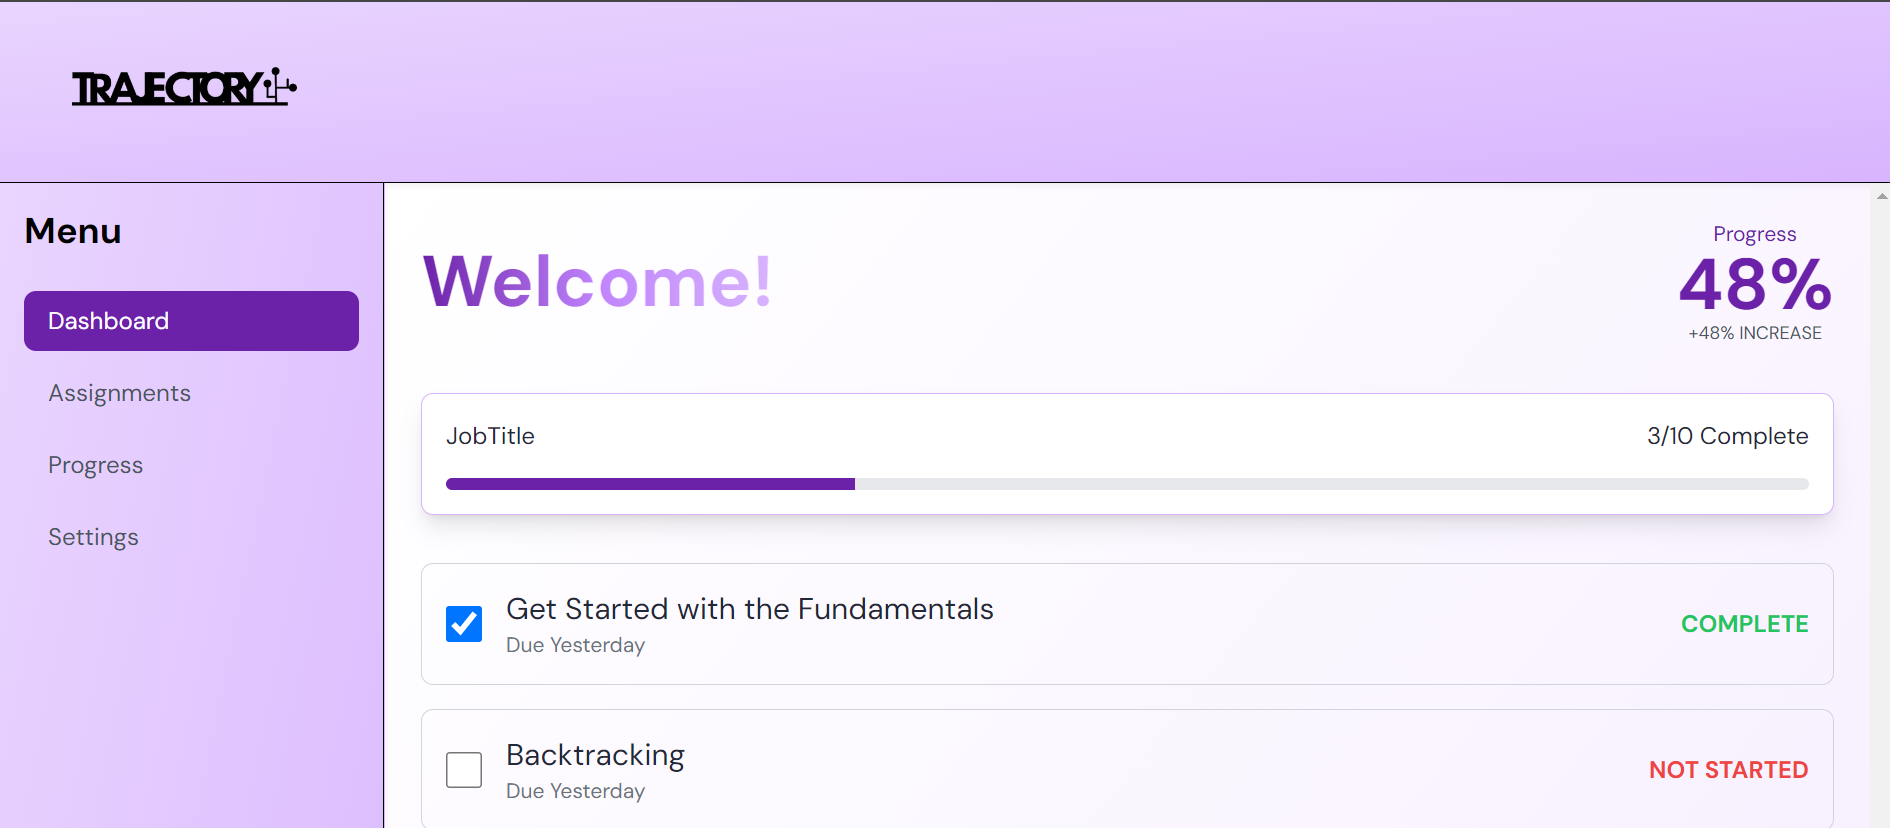 TRAJECTORY
Menu
Dashboard
Assignments
Progress
Settings
Welcome!
Progress
48%
+48% INCREASE
JobTitle
3/10 Complete
Get Started with the Fundamentals
Due Yesterday
COMPLETE
Backtracking
Due Yesterday
NOT STARTED